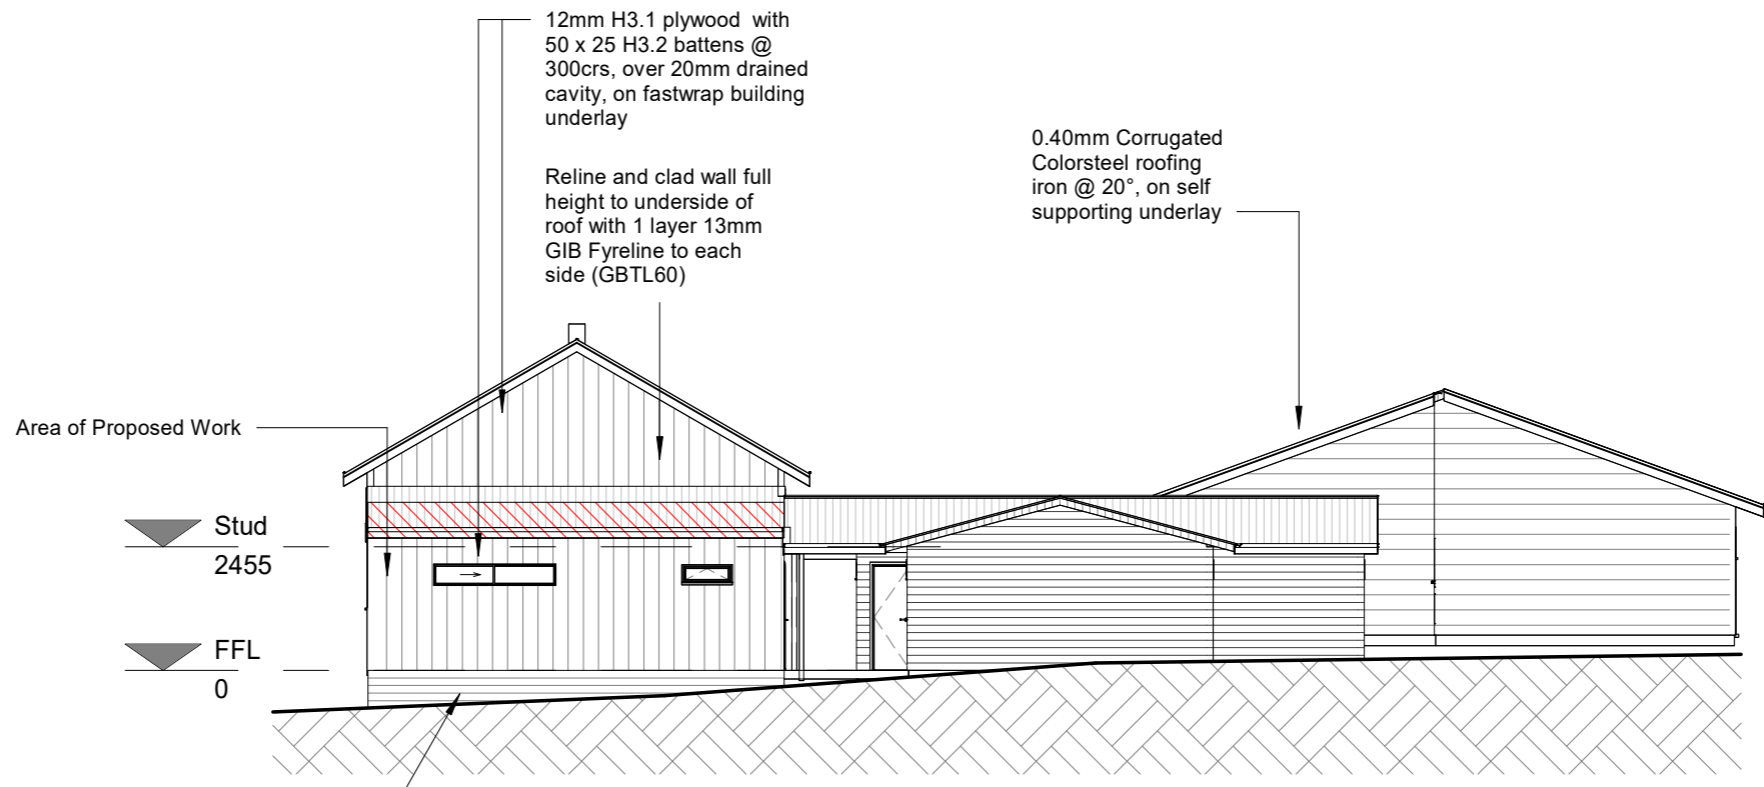 12mm H3.1 plywood with
50 x 25 H3.2 battens @
300crs, over 20mm drained
cavity, on fastwrap building
underlay
Reline and clad wall full
height to underside of
roof with 1 layer 13mm
GIB Fyreline to each
side (GBTL60)
0.40mm Corrugated
Colorsteel roofing
iron @ 20°, on self
supporting underlay
Area of Proposed Work
Stud
2455
FFL
0